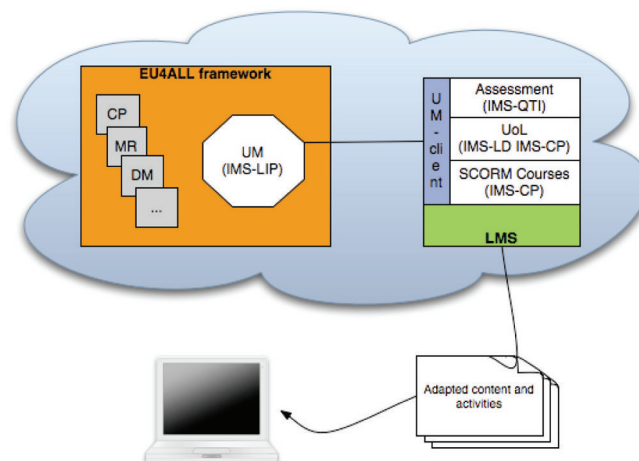 EU4ALL framework
CP
MR
DM
...
UM
(IMS-LIP)
U
M
-
cli
e
nt
Assessment
(IMS-QTI)
UoL
(IMS-LD IMS-CP)
SCORM Courses
(IMS-CP)
LMS
Adapted content and
activities